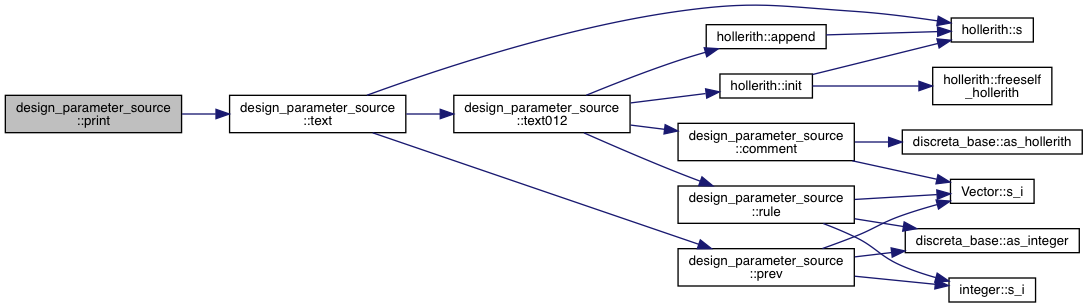 design_parameter_source
::print
design_parameter_source
::text
design_parameter_source
::text012
hollerith::append
hollerith::init
design_parameter_source
::comment
design_parameter_source
::rule
design_parameter_source
::prev
hollerith::s
hollerith::freeself
_hollerith
discreta_base::as_hollerith
Vector::s_i
discreta_base::as_integer
integer::s_i